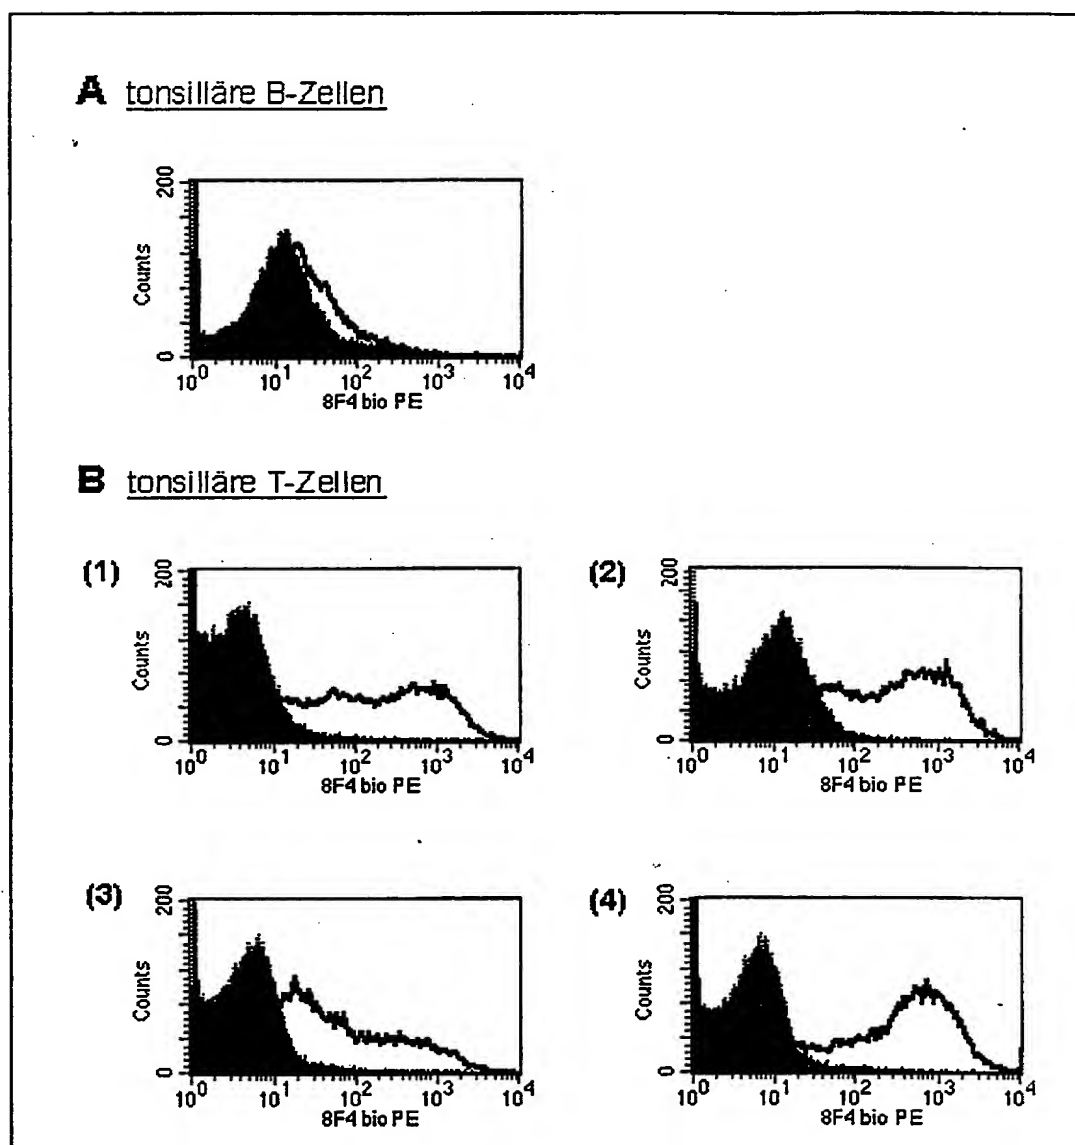 A tonsilläre B-Zellen
200
Counts
0
10^0 10^1 10^2 10^3 10^4
8F4 bio PE
B tonsilläre T-Zellen
(1)
200
Counts
0
10^0 10^1 10^2 10^3 10^4
8F4 bio PE
(2)
200
Counts
0
10^0 10^1 10^2 10^3 10^4
8F4 bio PE
(3)
200
Counts
0
10^0 10^1 10^2 10^3 10^4
8F4 bio PE
(4)
200
Counts
0
10^0 10^1 10^2 10^3 10^4
8F4 bio PE